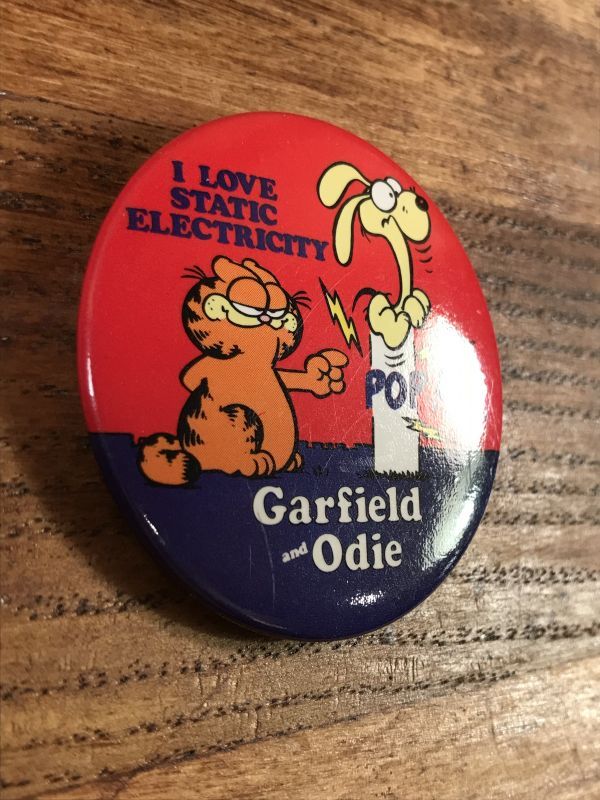 I LOVE
STATIC
ELECTRICITY
POP
Garfield
and Odie